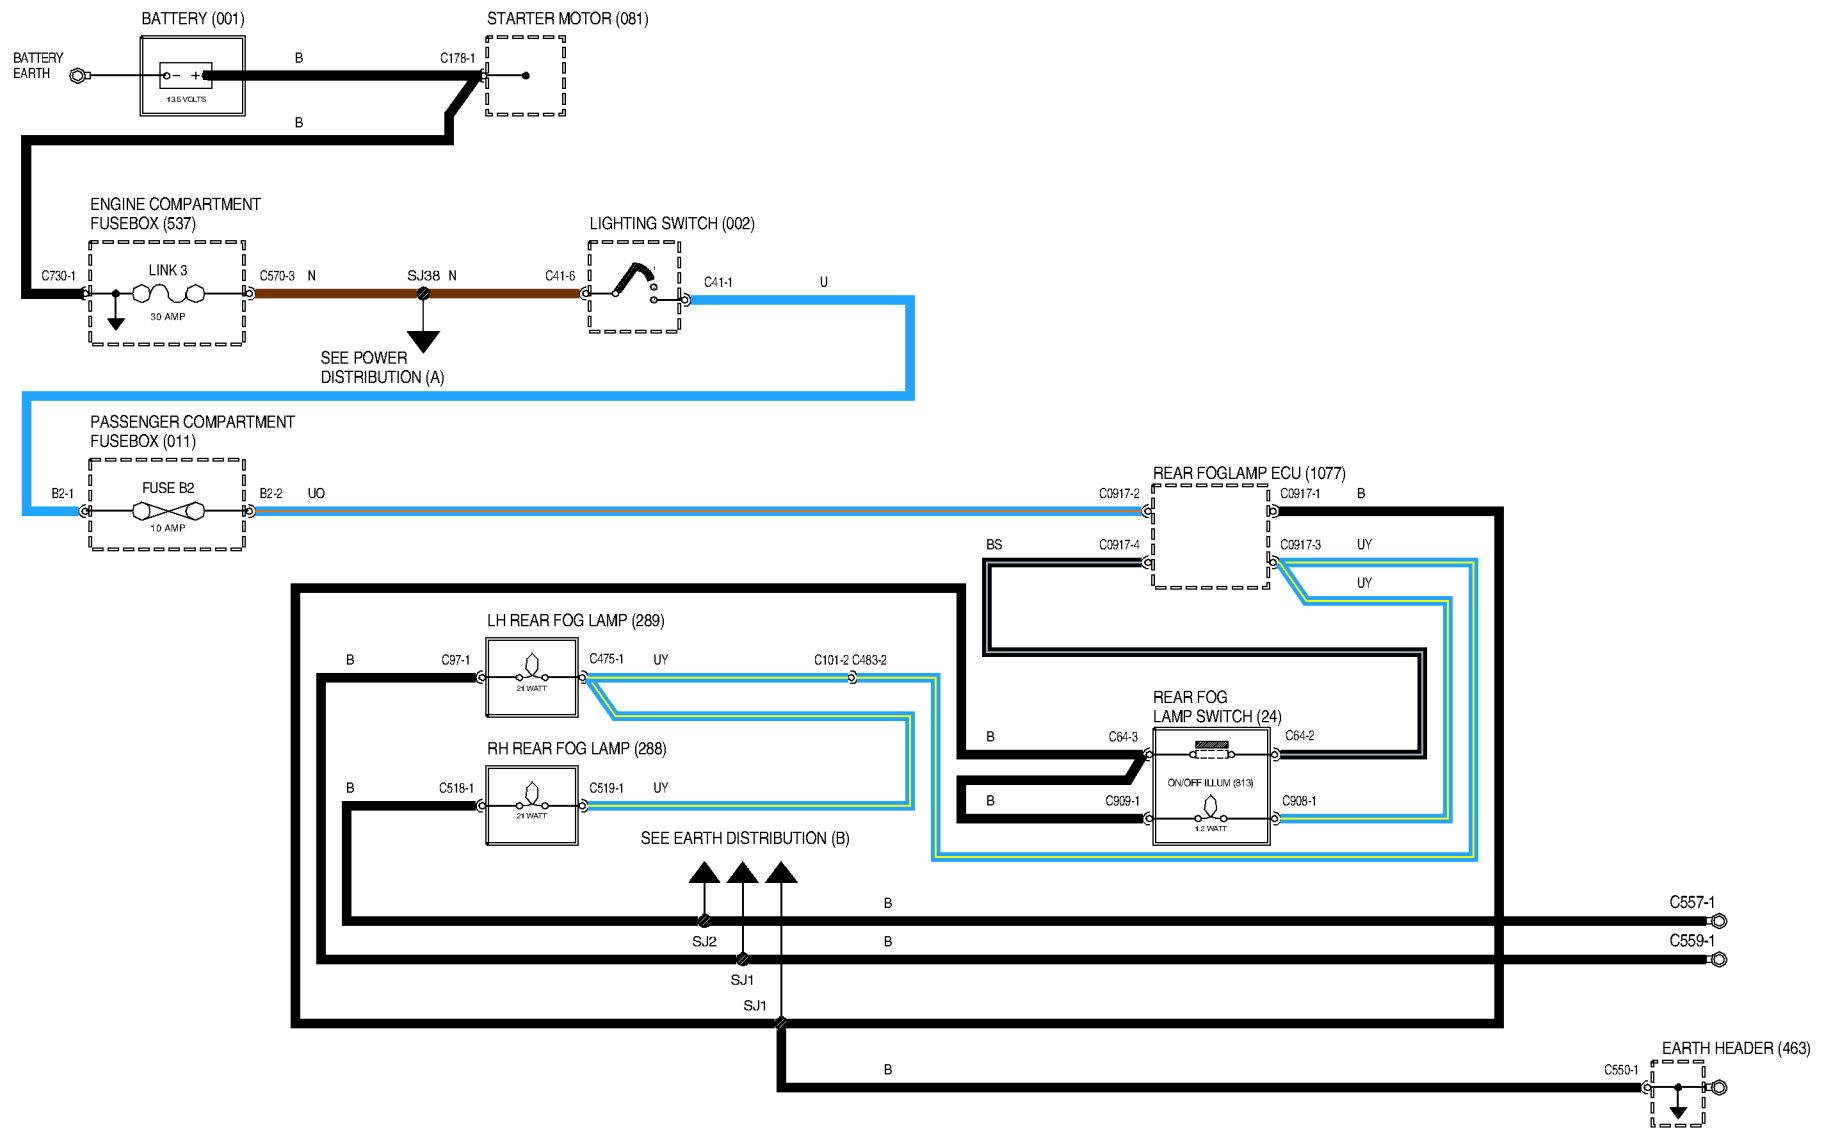 BATTERY (001)
STARTER MOTOR (081)
BATTERY
EARTH
B
C178-1
- +
13.5 VOLTS
B
ENGINE COMPARTMENT
FUSEBOX (537)
LIGHTING SWITCH (002)
C730-1
LINK 3
30 AMP
C570-3 N
SJ38 N
C41-6
C41-1
U
SEE POWER
DISTRIBUTION (A)
PASSENGER COMPARTMENT
FUSEBOX (011)
B2-1
FUSE B2
10 AMP
B2-2
UO
REAR FOGLAMP ECU (1077)
C0917-2
C0917-1
B
BS
C0917-4
C0917-3
UY
UY
LH REAR FOG LAMP (289)
B
C97-1
21 WATT
C475-1
UY
C101-2 C483-2
REAR FOG
LAMP SWITCH (24)
B
C64-3
C64-2
RH REAR FOG LAMP (288)
B
C518-1
21 WATT
C519-1
UY
ON/OFF ILLUM (813)
B
C909-1
1.2 WATT
C908-1
SEE EARTH DISTRIBUTION (B)
B
C557-1
SJ2
B
C559-1
SJ1
SJ1
EARTH HEADER (463)
B
C550-1